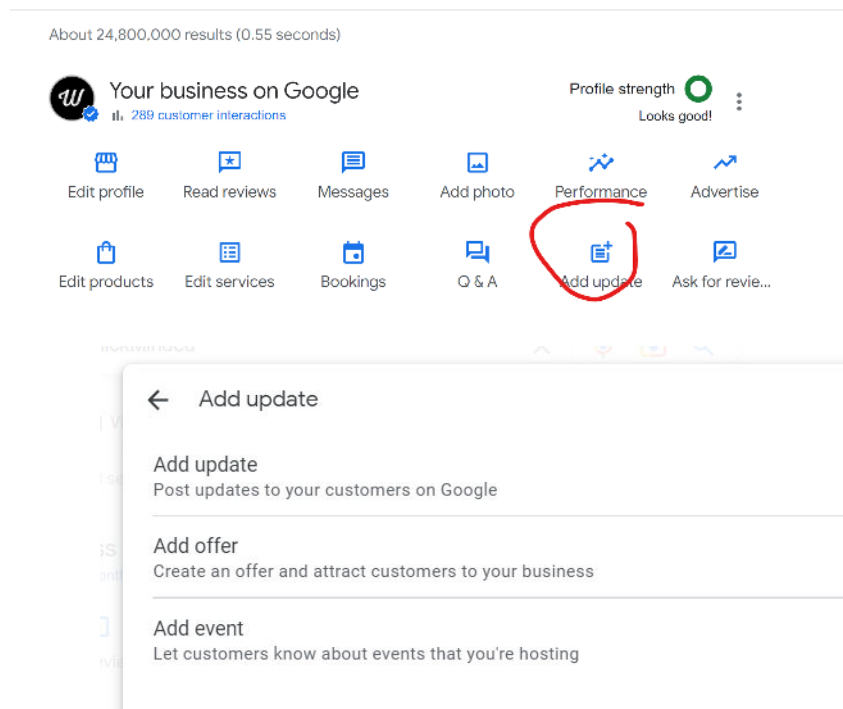 About 24,800,000 results (0.55 seconds)
Your business on Google
289 customer interactions
Profile strength
Looks good!
Edit profile
Read reviews
Messages
Add photo
Performance
Advertise
Edit products
Edit services
Bookings
Q & A
Add update
Ask for revie...
Add update
Add update
Post updates to your customers on Google
Add offer
Create an offer and attract customers to your business
Add event
Let customers know about events that you're hosting